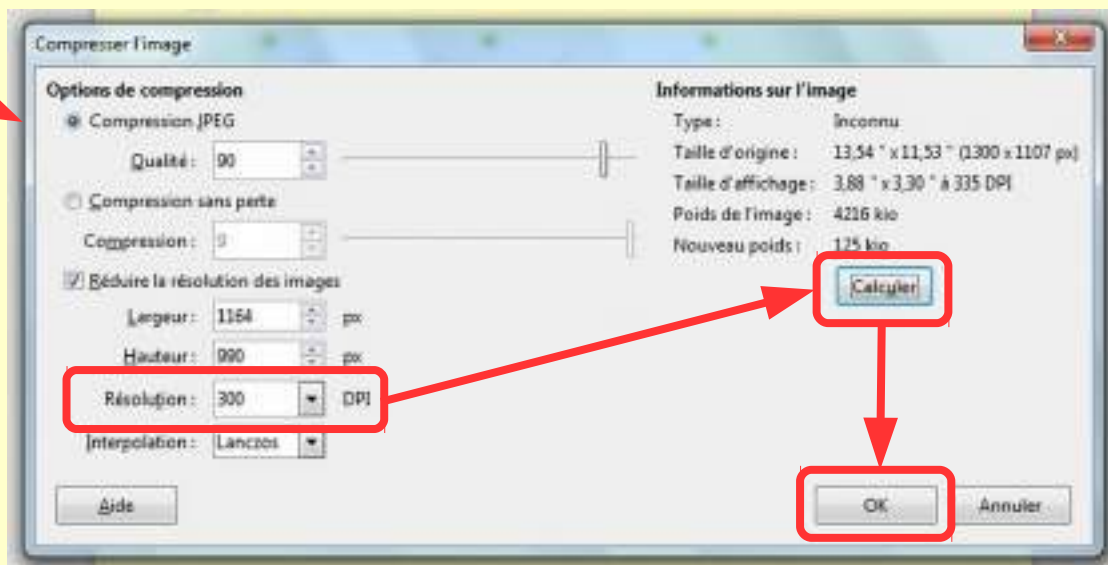 Compresser l'image
Options de compression
Compression JPEG
Qualité : 90
Compression sans perte
Compression : 9
Réduire la résolution des images
Largeur : 1164 px
Hauteur : 990 px
Résolution : 300 DPI
Interpolation : Lanczos
Aide
Informations sur l'image
Type : Inconnu
Taille d'origine : 13,54 " x 11,53 " (1300 x 1107 px)
Taille d'affichage : 3,88 " x 3,30 " à 335 DPI
Poids de l'image : 4216 kio
Nouveau poids : 125 kio
Calculer
OK Annuler